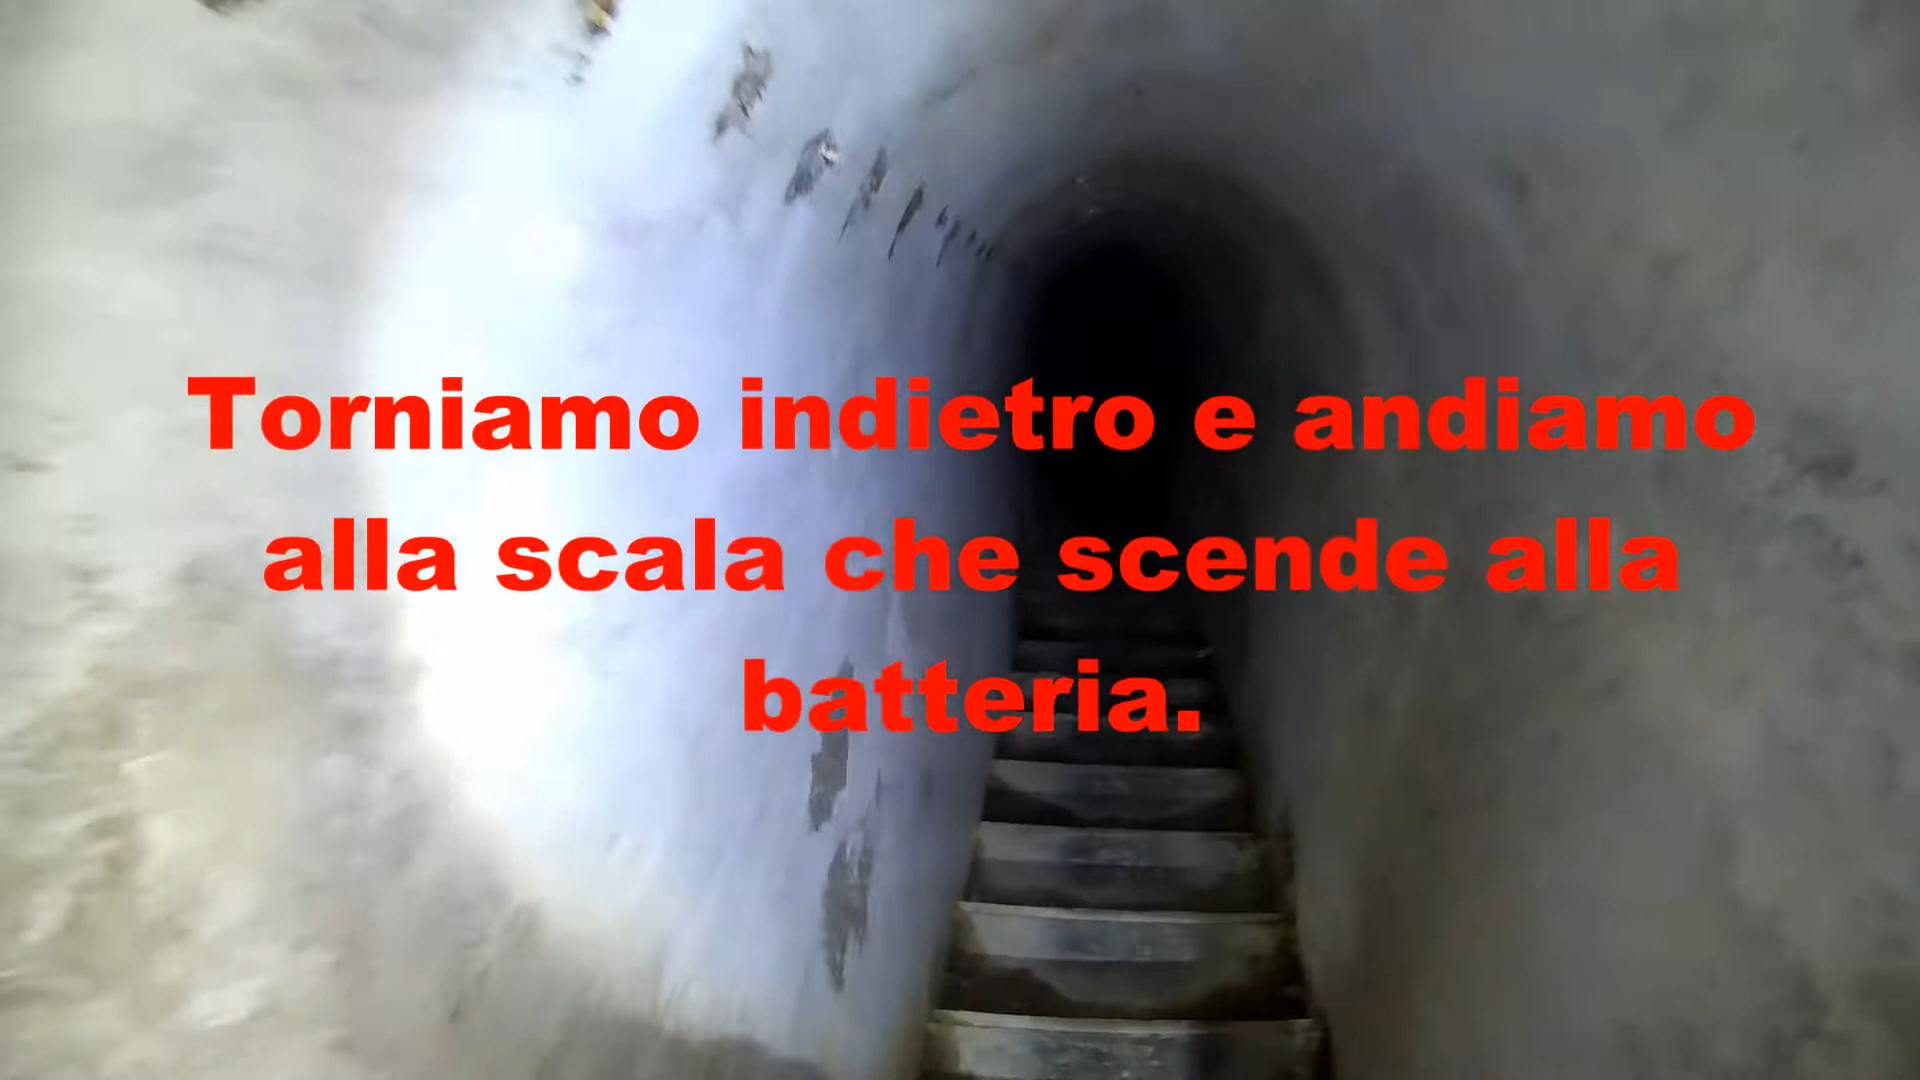 Torniamo indietro e andiamo
alla scala che scende alla
batteria.